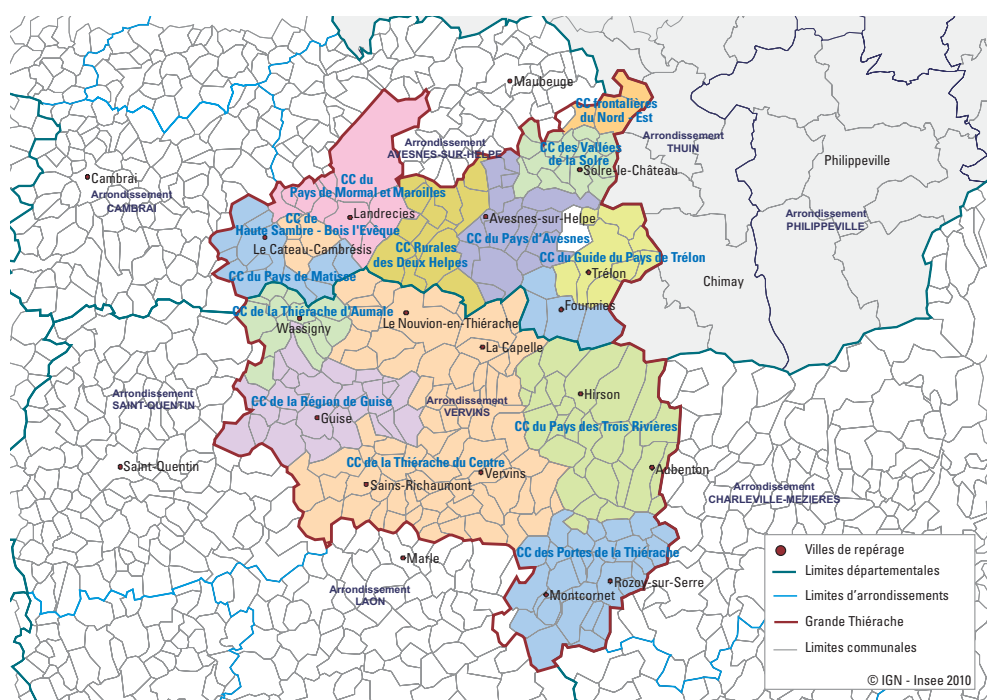 Maubeuge
CC frontalières
du Nord - Est
Arrondissement
AVESNES-SUR-HELPE
CC des Vallées
de la Solre
Solre-le-Château
Arrondissement
THUIN
Philippeville
Cambrai
Arrondissement
CAMBRAI
CC du
Pays de Mormal et Maroilles
Landrecies
Arrondissement
PHILIPPEVILLE
CC de
Haute Sambre - Bois l'Evèque
Le Cateau-Cambrésis
Avesnes-sur-Helpe
CC du Pays d'Avesnes
CC Rurales
des Deux Helpes
CC du Guide du Pays de Trélon
Trélon
CC du Pays de Matisse
Chimay
Fourmies
CC de la Thiérache d'Aumale
Wassigny
Le Nouvion-en-Thiérache
La Capelle
Arrondissement
SAINT-QUENTIN
CC de la Région de Guise
Guise
Arrondissement
VERVINS
Hirson
CC du Pays des Trois Rivières
Saint-Quentin
CC de la Thiérache du Centre
Vervins
Sains-Richaumont
Aubenton
Arrondissement
CHARLEVILLE-MEZIERES
Marle
Arrondissement
LAON
CC des Portes de la Thiérache
Rozoy-sur-Serre
Montcornet
Villes de repérage
Limites départementales
Limites d'arrondissements
Grande Thiérache
Limites communales
© IGN - Insee 2010